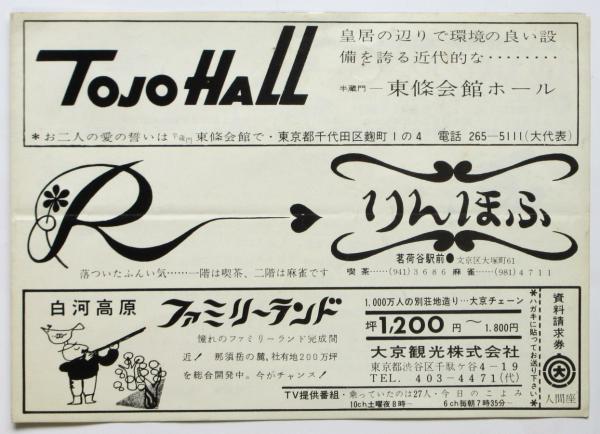 TOJO HALL
皇居の辺りで環境の良い設
備を誇る近代的な‥‥‥‥
半蔵門 ─ 東條会館ホール
＊お二人の愛の誓いは 半蔵門 東條会館で・東京都千代田区麹町1の4 電話 265-5111(大代表)
R
りんほふ
茗荷谷駅前●文京区大塚町61
落ついたふんい気‥‥‥一階は喫茶、二階は麻雀です
喫茶‥‥(941)3686 麻雀‥‥(981)4711
白河高原
ファミリーランド
憧れのファミリーランド完成間
近！ 那須岳の麓、社有地200万坪
を総合開発中。今がチャンス！
1,000万人の別荘地造り…大京チェーン
坪1,200円～1,800円
大京観光株式会社
東京都渋谷区千駄ヶ谷4－19
TEL. 403－4471(代)
TV提供番組・乗っていたのは27人・今日のこよみ
10ch土曜夜8時─ 6ch毎朝7時35分─
＊ハガキに貼ってお送り下さい＊
資料請求券
大
人間座